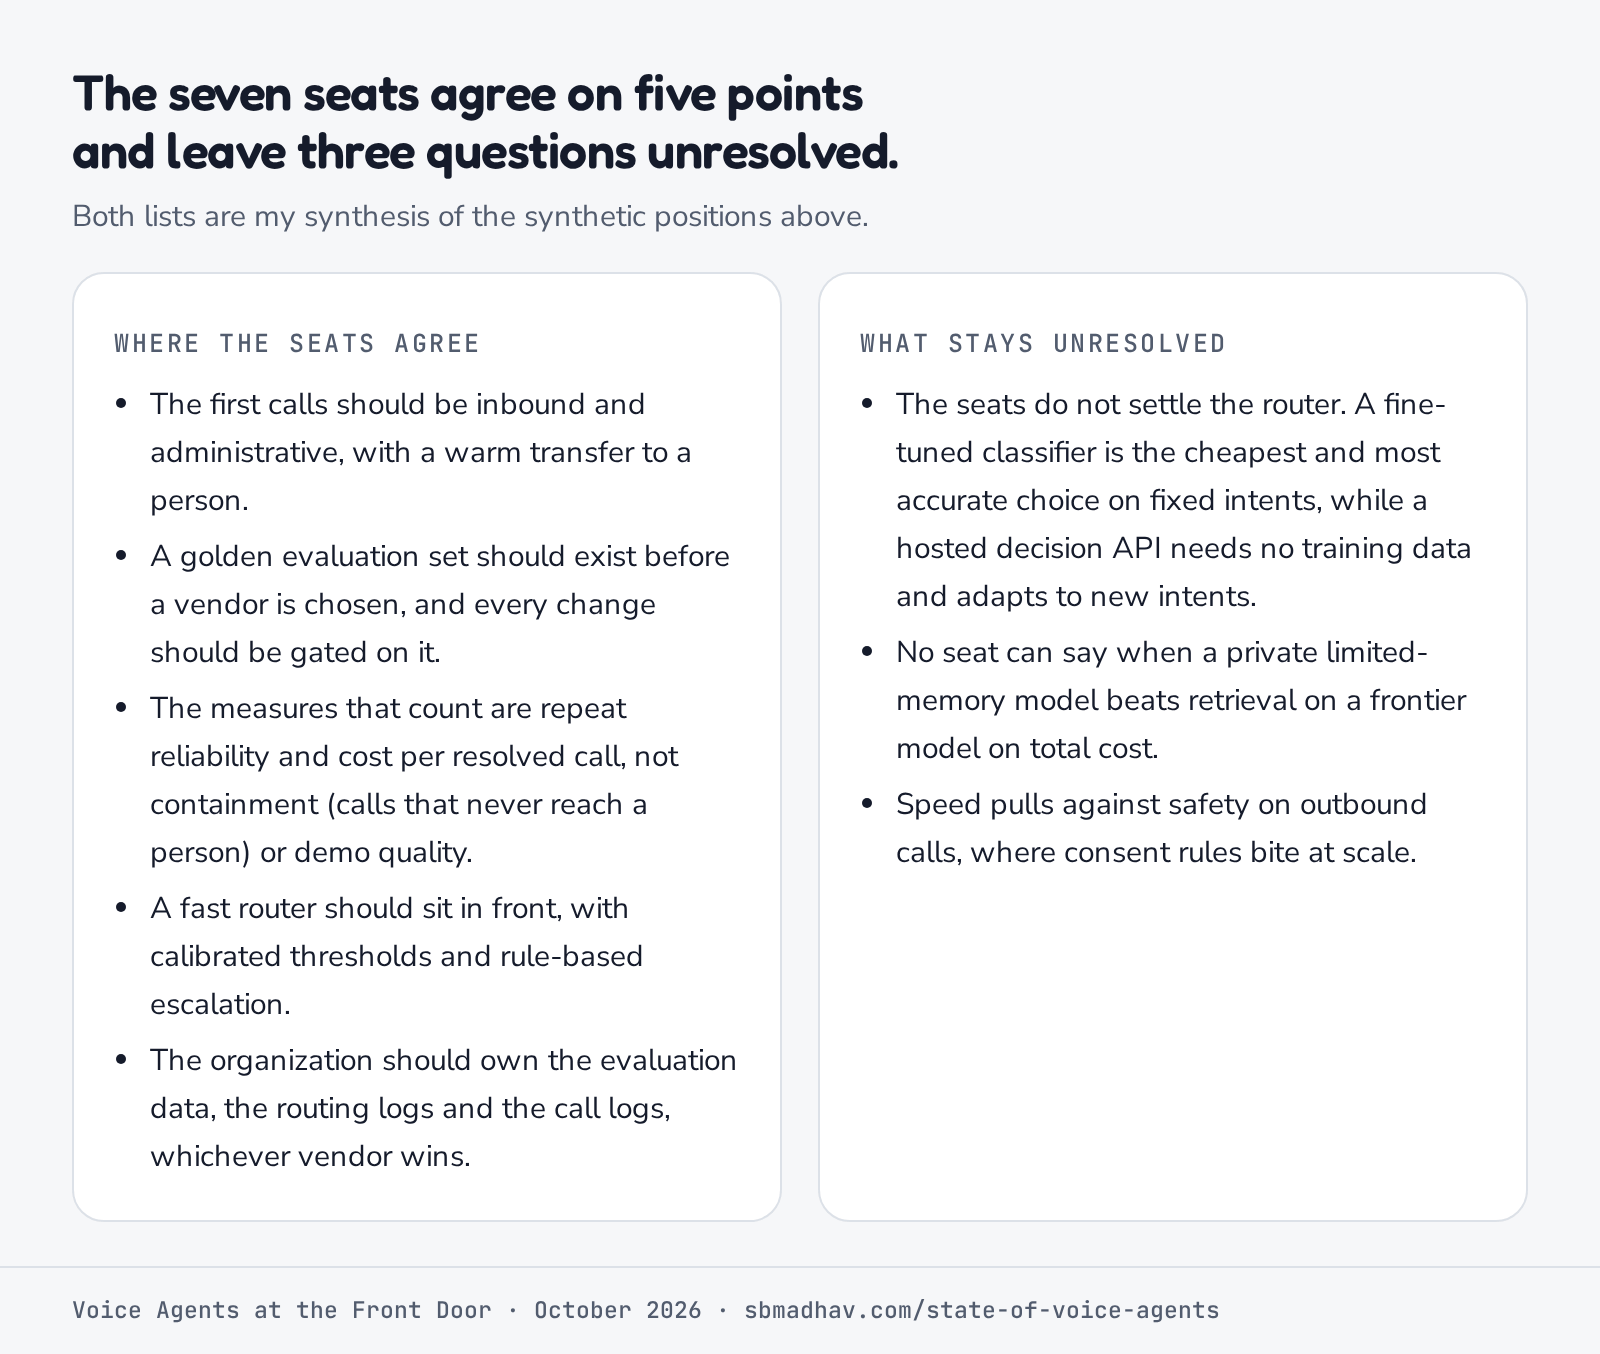 The seven seats agree on five points
and leave three questions unresolved.
Both lists are my synthesis of the synthetic positions above.
WHERE THE SEATS AGREE
• The first calls should be inbound and
administrative, with a warm transfer to a
person.
• A golden evaluation set should exist before
a vendor is chosen, and every change
should be gated on it.
• The measures that count are repeat
reliability and cost per resolved call, not
containment (calls that never reach a
person) or demo quality.
• A fast router should sit in front, with
calibrated thresholds and rule-based
escalation.
• The organization should own the evaluation
data, the routing logs and the call logs,
whichever vendor wins.
WHAT STAYS UNRESOLVED
• The seats do not settle the router. A fine-
tuned classifier is the cheapest and most
accurate choice on fixed intents, while a
hosted decision API needs no training data
and adapts to new intents.
• No seat can say when a private limited-
memory model beats retrieval on a frontier
model on total cost.
• Speed pulls against safety on outbound
calls, where consent rules bite at scale.
Voice Agents at the Front Door · October 2026 · sbmadhav.com/state-of-voice-agents